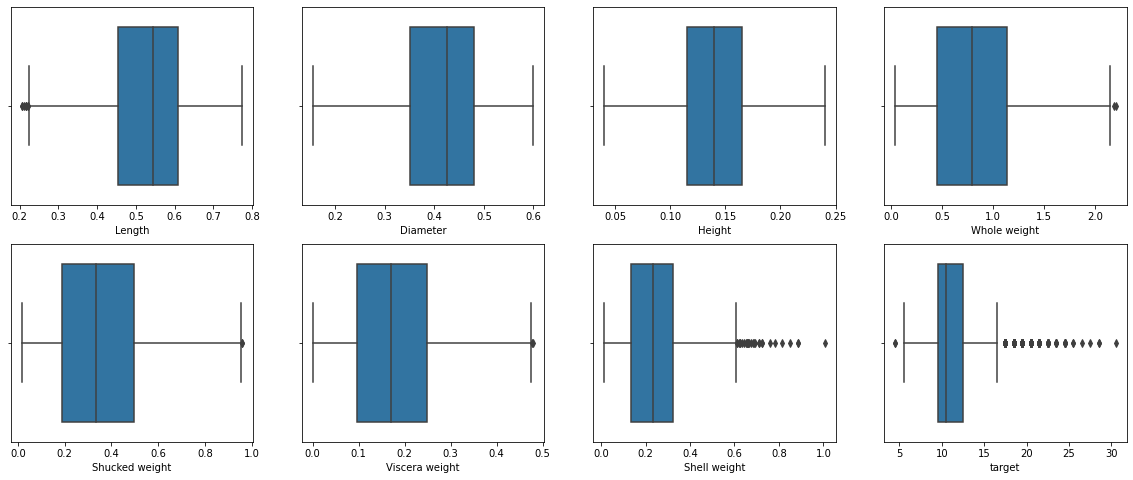 0.2 0.3 0.4 0.5 0.6 0.7 0.8
Length
0.2 0.3 0.4 0.5 0.6
Diameter
0.05 0.10 0.15 0.20 0.25
Height
0.0 0.5 1.0 1.5 2.0
Whole weight
0.0 0.2 0.4 0.6 0.8 1.0
Shucked weight
0.0 0.1 0.2 0.3 0.4 0.5
Viscera weight
0.0 0.2 0.4 0.6 0.8 1.0
Shell weight
5 10 15 20 25 30
target